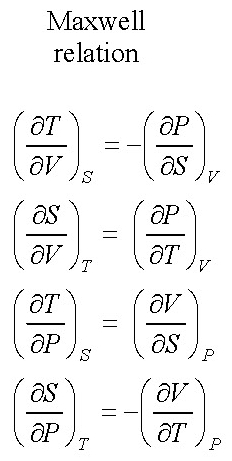 Maxwell
relation
(∂T/∂V)_S = -(∂P/∂S)_V
(∂S/∂V)_T = (∂P/∂T)_V
(∂T/∂P)_S = (∂V/∂S)_P
(∂S/∂P)_T = -(∂V/∂T)_P